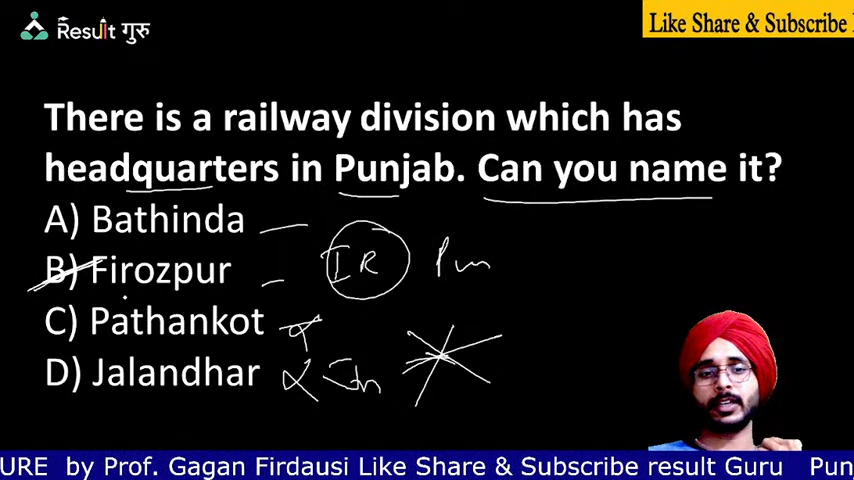 Result गुरु
Like Share & Subscribe
There is a railway division which has
headquarters in Punjab. Can you name it?
A) Bathinda
B) Firozpur
IR
C) Pathankot
D) Jalandhar
URE by Prof. Gagan Firdausi Like Share & Subscribe result Guru Pun